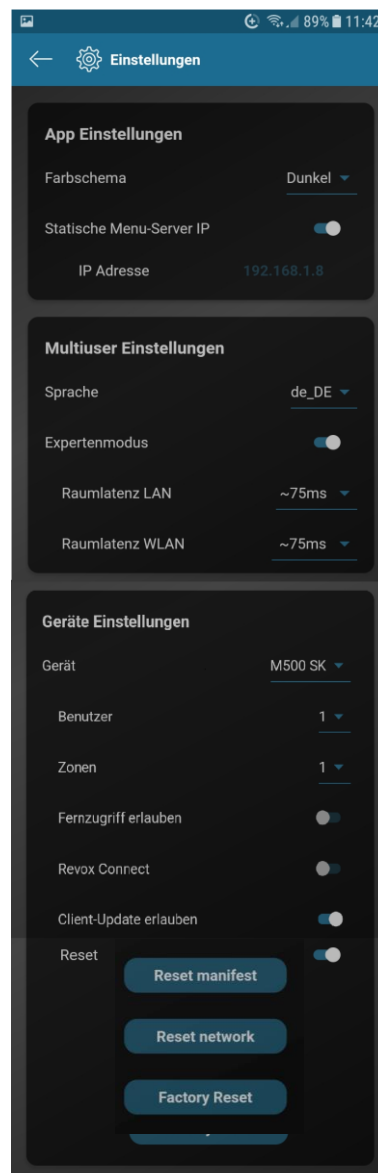 89% 11:42
Einstellungen
App Einstellungen
Farbschema Dunkel
Statische Menu-Server IP
IP Adresse 192.168.1.8
Multiuser Einstellungen
Sprache de_DE
Expertenmodus
Raumlatenz LAN ~75ms
Raumlatenz WLAN ~75ms
Geräte Einstellungen
Gerät M500 SK
Benutzer 1
Zonen 1
Fernzugriff erlauben
Revox Connect
Client-Update erlauben
Reset
Reset manifest
Reset network
Factory Reset